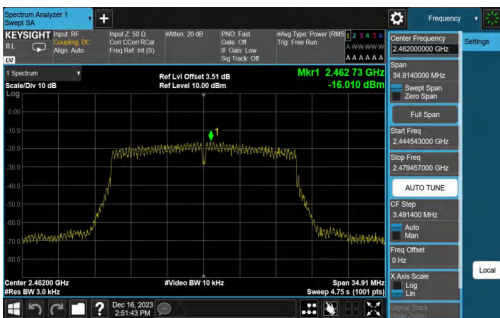 Spectrum Analyzer 1
Swept SA
Frequency
KEYSIGHT
RL
Input: RF
Coupling: DC
Align: Auto
Input Z: 50 Ω
Corr CCorr RCal
Freq Ref: Int (S)
#Atten: 20 dB
PNO: Fast
Gate: Off
IF Gain: Low
Sig Track: Off
#Avg Type: Power (RMS
Trig: Free Run
1 2 3 4 5 6
A W W W W W
A A A A A A
LV
1 Spectrum
Scale/Div 10 dB
Log
Ref Lvl Offset 3.51 dB
Ref Level 10.00 dBm
Mkr1 2.462 73 GHz
-16.010 dBm
1
0.00
-10.0
-20.0
-30.0
-40.0
-50.0
-60.0
-70.0
-80.0
Center 2.46200 GHz
#Res BW 3.0 kHz
#Video BW 10 kHz
Span 34.91 MHz
Sweep 4.75 s (1001 pts)
Center Frequency
2.462000000 GHz
Settings
Span
34.9140000 MHz
Swept Span
Zero Span
Full Span
Start Freq
2.444543000 GHz
Stop Freq
2.479457000 GHz
AUTO TUNE
CF Step
3.491400 MHz
Auto
Man
Freq Offset
0 Hz
X Axis Scale
Log
Lin
Local
Signal Track
?
Dec 16, 2023
2:51:43 PM